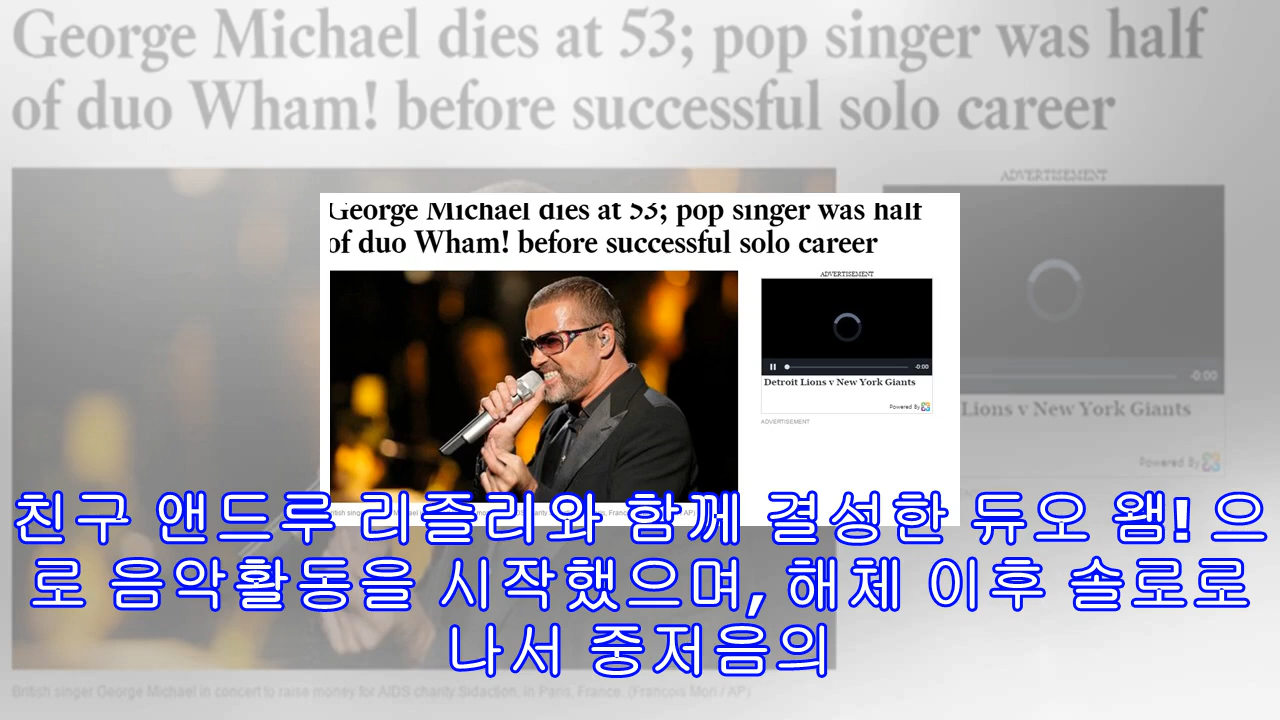 George Michael dies at 53; pop singer was half
of duo Wham! before successful solo career
ADVERTISEMENT
George Michael dies at 53; pop singer was half
of duo Wham! before successful solo career
ADVERTISEMENT
-0:00
-0:00
Detroit Lions v New York Giants
Lions v New York Giants
Powered By
ADVERTISEMENT
Powered By
친구 앤드루 리즐리와 함께 결성한 듀오 왬! 으
로 음악활동을 시작했으며, 해체 이후 솔로로
나서 중저음의
British singer George Michael in concert to raise money for AIDS charity Sidaction, in Paris, France. (Francois Mori / AP)